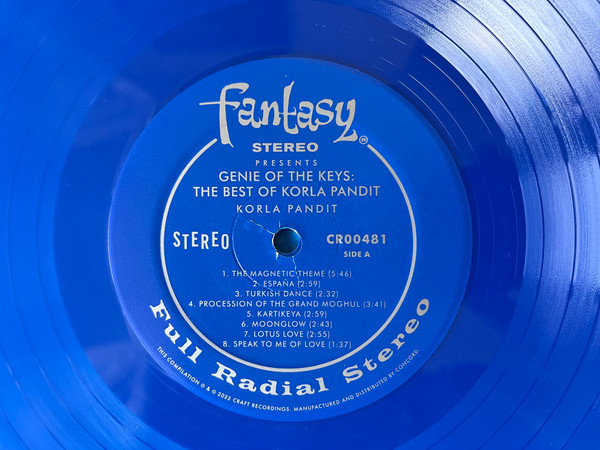 Fantasy®
STEREO
PRESENTS
GENIE OF THE KEYS:
THE BEST OF KORLA PANDIT
KORLA PANDIT
STEREO
CR00481
SIDE A
1. THE MAGNETIC THEME (5:46)
2. ESPAÑA (2:59)
3. TURKISH DANCE (2:32)
4. PROCESSION OF THE GRAND MOGHUL (3:41)
5. KARTIKEYA (2:59)
6. MOONGLOW (2:43)
7. LOTUS LOVE (2:55)
8. SPEAK TO ME OF LOVE (1:37)
Full Radial Stereo
THIS COMPILATION ℗ & © 2022 CRAFT RECORDINGS. MANUFACTURED AND DISTRIBUTED BY CONCORD.